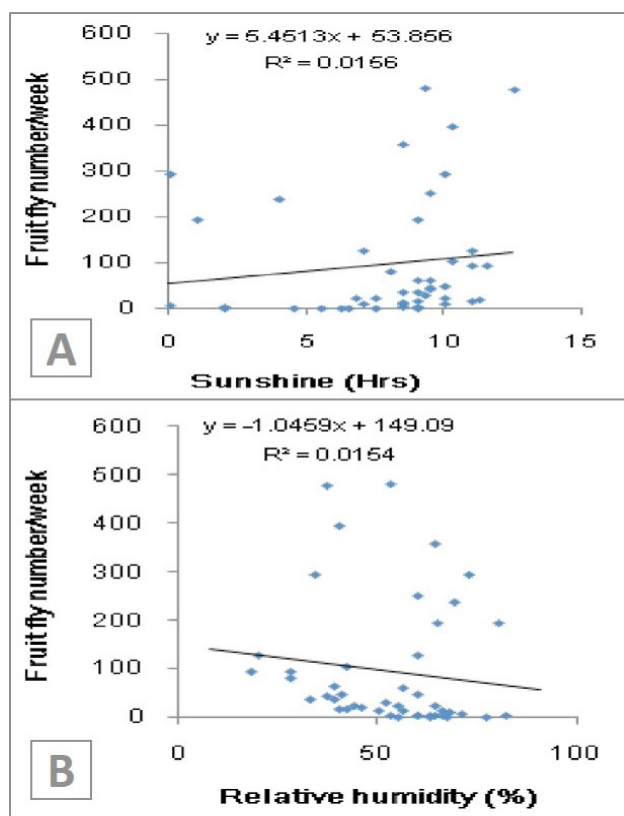 y = 5.4513x + 53.856
R² = 0.0156
600
500
400
300
200
100
0
Fruit fly number/week
0 5 10 15
Sunshine (Hrs)
A
y = -1.0459x + 149.09
R² = 0.0154
600
500
400
300
200
100
0
Fruit fly number/week
0 50 100
Relative humidity (%)
B